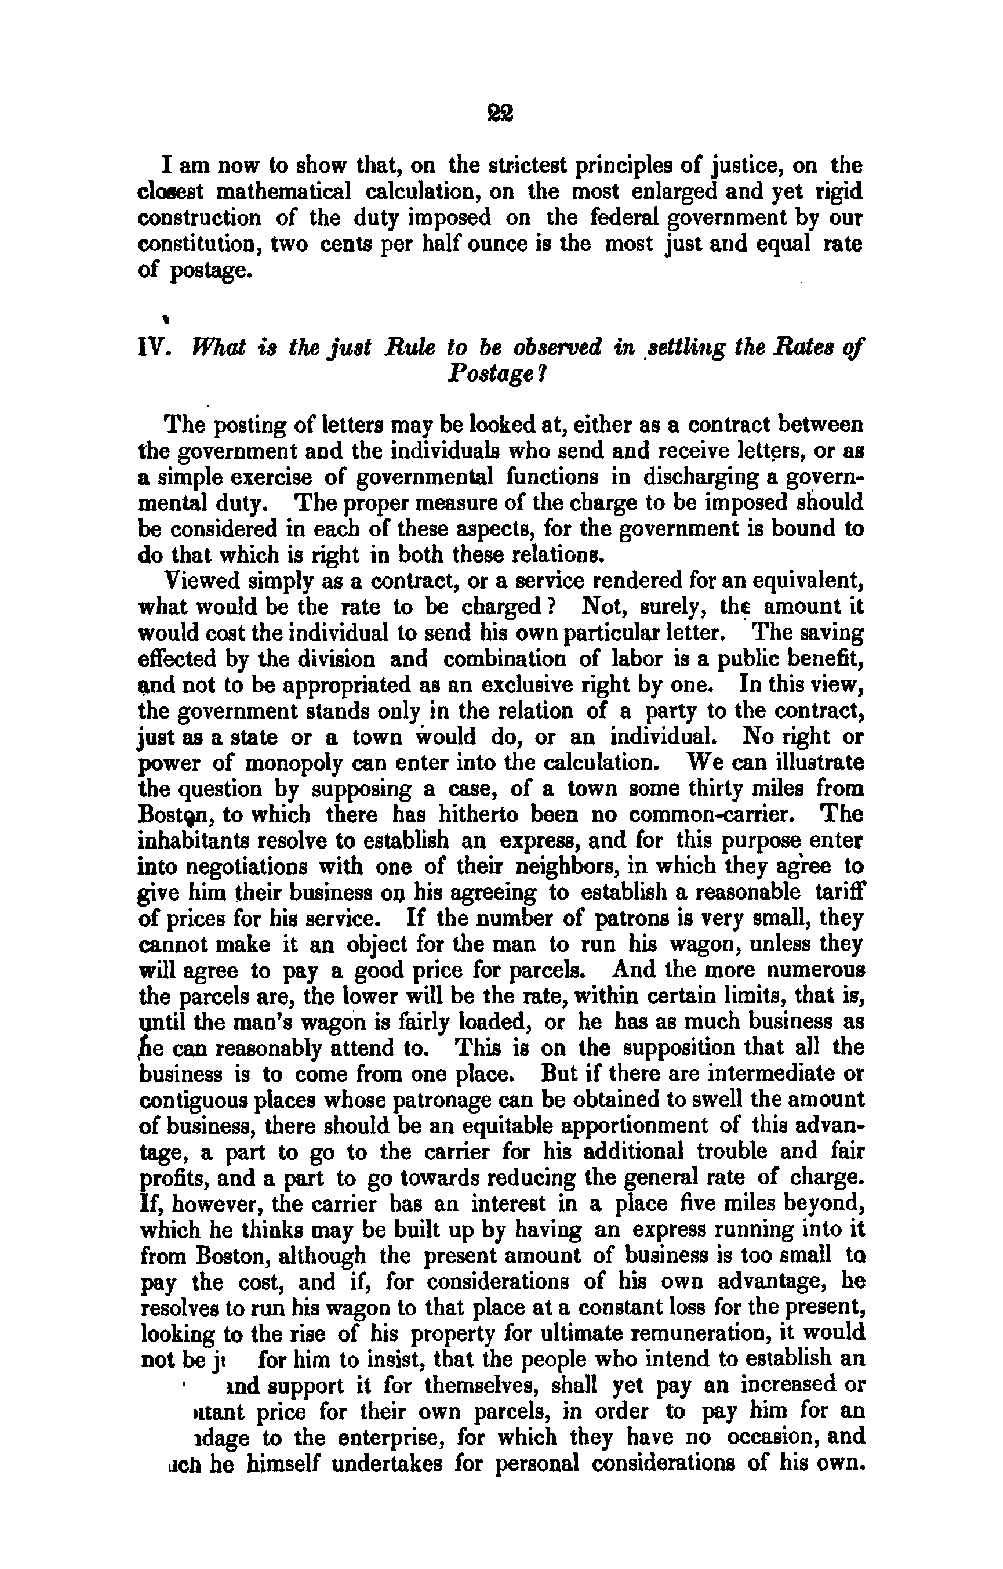 22
I am now to show that, on the strictest principles of justice, on the
closest mathematical calculation, on the most enlarged and yet rigid
construction of the duty imposed on the federal government by our
constitution, two cents per half ounce is the most just and equal rate
of postage.
IV. What is the just Rule to be observed in settling the Rates of
Postage?
The posting of letters may be looked at, either as a contract between
the government and the individuals who send and receive letters, or as
a simple exercise of governmental functions in discharging a govern-
mental duty. The proper measure of the charge to be imposed should
be considered in each of these aspects, for the government is bound to
do that which is right in both these relations.
Viewed simply as a contract, or a service rendered for an equivalent,
what would be the rate to be charged? Not, surely, the amount it
would cost the individual to send his own particular letter. The saving
effected by the division and combination of labor is a public benefit,
and not to be appropriated as an exclusive right by one. In this view,
the government stands only in the relation of a party to the contract,
just as a state or a town would do, or an individual. No right or
power of monopoly can enter into the calculation. We can illustrate
the question by supposing a case, of a town some thirty miles from
Boston, to which there has hitherto been no common-carrier. The
inhabitants resolve to establish an express, and for this purpose enter
into negotiations with one of their neighbors, in which they agree to
give him their business on his agreeing to establish a reasonable tariff
of prices for his service. If the number of patrons is very small, they
cannot make it an object for the man to run his wagon, unless they
will agree to pay a good price for parcels. And the more numerous
the parcels are, the lower will be the rate, within certain limits, that is,
until the man's wagon is fairly loaded, or he has as much business as
he can reasonably attend to. This is on the supposition that all the
business is to come from one place. But if there are intermediate or
contiguous places whose patronage can be obtained to swell the amount
of business, there should be an equitable apportionment of this advan-
tage, a part to go to the carrier for his additional trouble and fair
profits, and a part to go towards reducing the general rate of charge.
If, however, the carrier has an interest in a place five miles beyond,
which he thinks may be built up by having an express running into it
from Boston, although the present amount of business is too small to
pay the cost, and if, for considerations of his own advantage, he
resolves to run his wagon to that place at a constant loss for the present,
looking to the rise of his property for ultimate remuneration, it would
not be for him to insist, that the people who intend to establish an
and support it for themselves, shall yet pay an increased or
price for their own parcels, in order to pay him for an
to the enterprise, for which they have no occasion, and
he himself undertakes for personal considerations of his own.